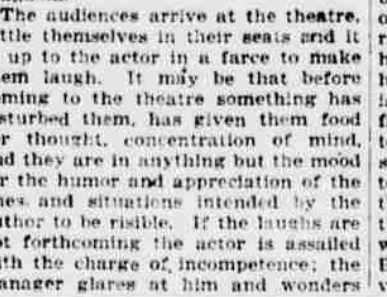 The audiences arrive at the theatre,
ttle themselves in their seats and it
up to the actor in a farce to make
em laugh. It may be that before
ming to the theatre something has
sturbed them, has given them food
r thought, concentration of mind,
nd they are in anything but the mood
r the humor and appreciation of the
nes and situations intended by the
uthor to be risible. If the laughs are
ot forthcoming the actor is assailed
ith the charge of incompetence; the
anager glares at him and wonders